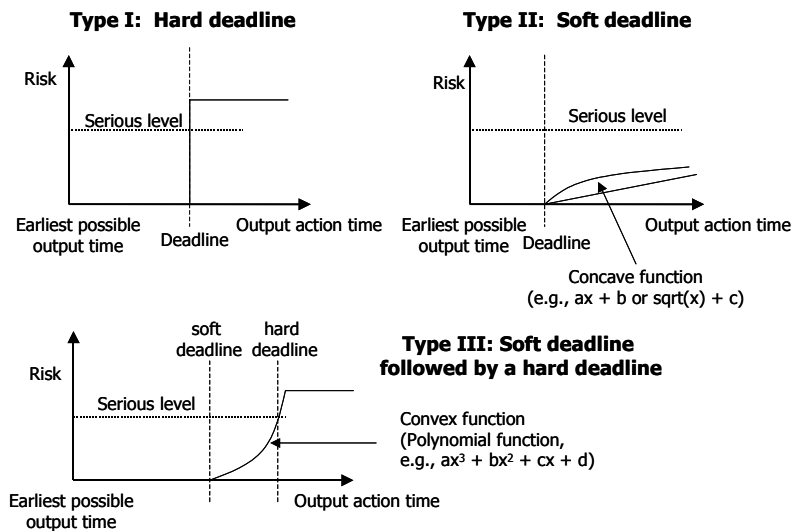 Type I:  Hard deadline
Risk
Serious level
Earliest possible
output time
Deadline
Output action time
Type II:  Soft deadline
Risk
Serious level
Earliest possible
output time
Deadline
Output action time
Concave function
(e.g., ax + b or sqrt(x) + c)
soft
deadline
hard
deadline
Type III: Soft deadline
followed by a hard deadline
Risk
Serious level
Convex function
(Polynomial function,
e.g., ax³ + bx² + cx + d)
Earliest possible
output time
Output action time